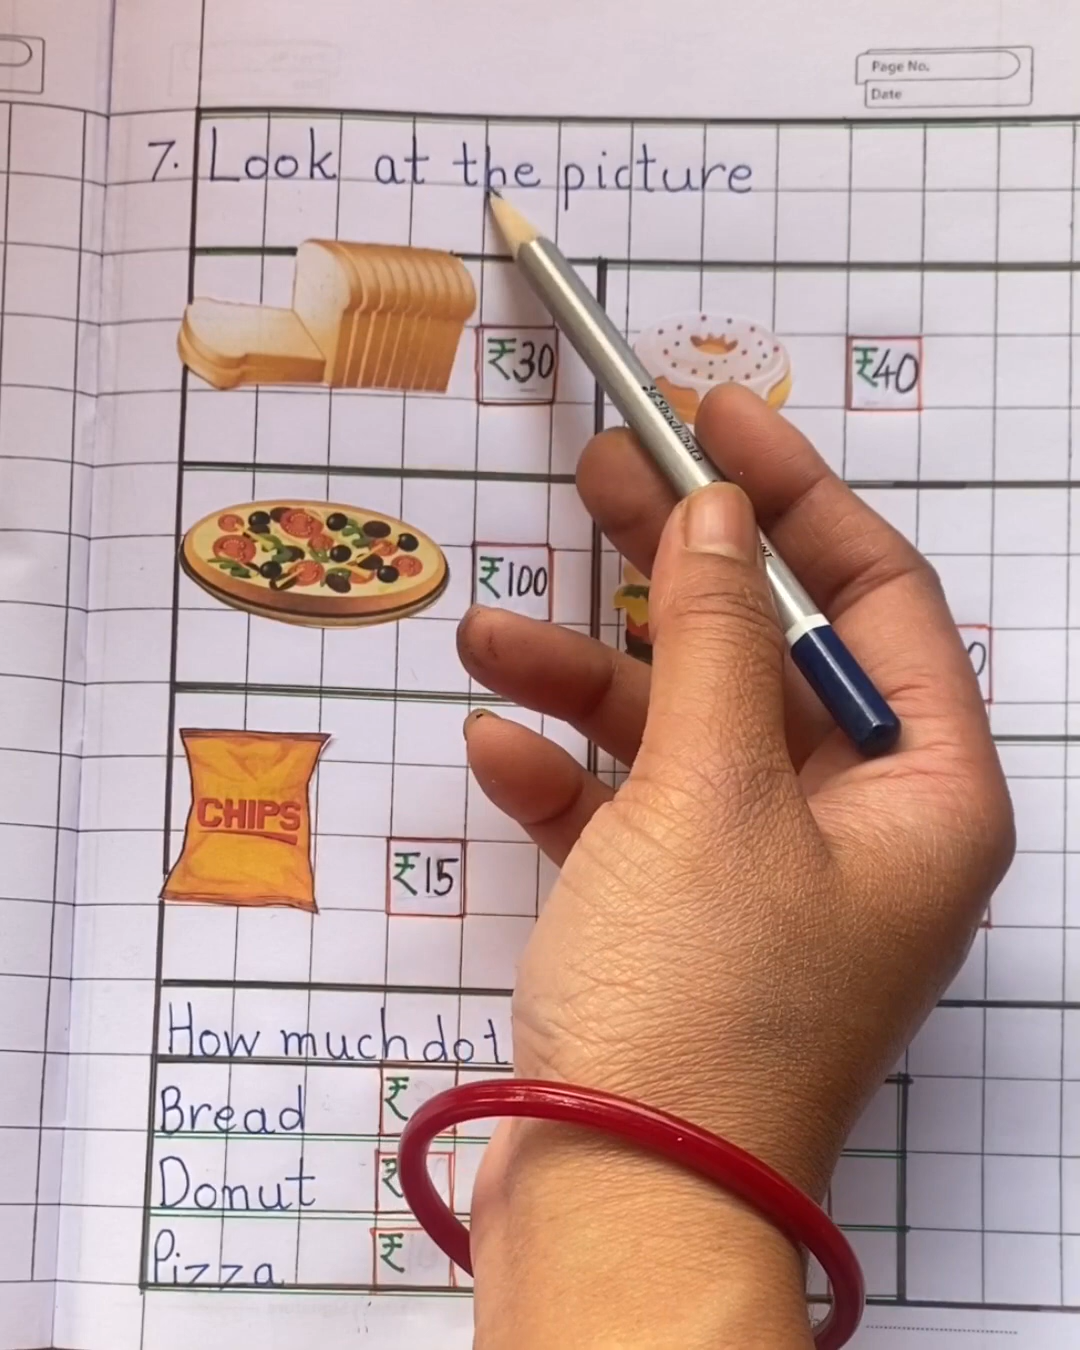 Page No.
Date
7. Look at the picture
₹30
₹40
₹100
CHIPS
₹15
How much do t
Bread ₹
Donut ₹
Pizza ₹
Shachihata